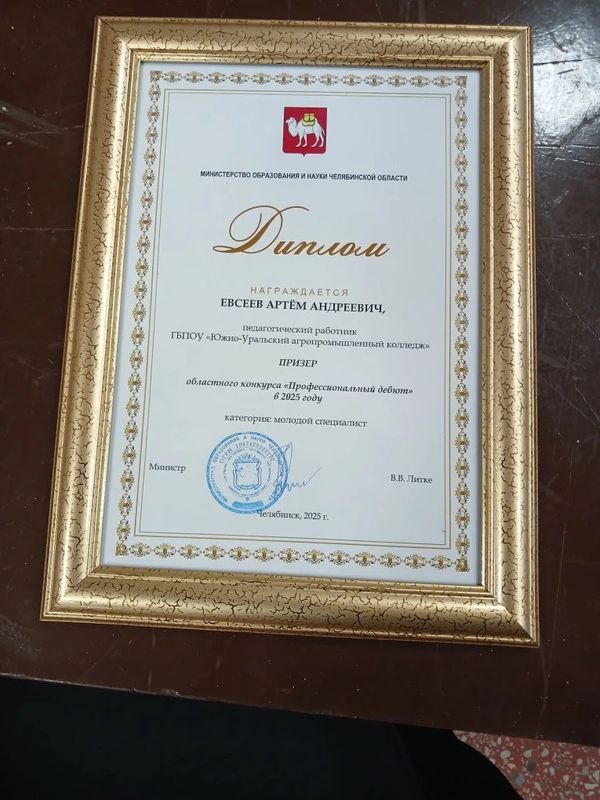 МИНИСТЕРСТВО ОБРАЗОВАНИЯ И НАУКИ ЧЕЛЯБИНСКОЙ ОБЛАСТИ
Диплом
НАГРАЖДАЕТСЯ
ЕВСЕЕВ АРТЁМ АНДРЕЕВИЧ,
педагогический работник
ГБПОУ «Южно-Уральский агропромышленный колледж»
ПРИЗЕР
областного конкурса «Профессиональный дебют»
в 2025 году
категория: молодой специалист
Министр
В.В. Литке
Челябинск, 2025 г.